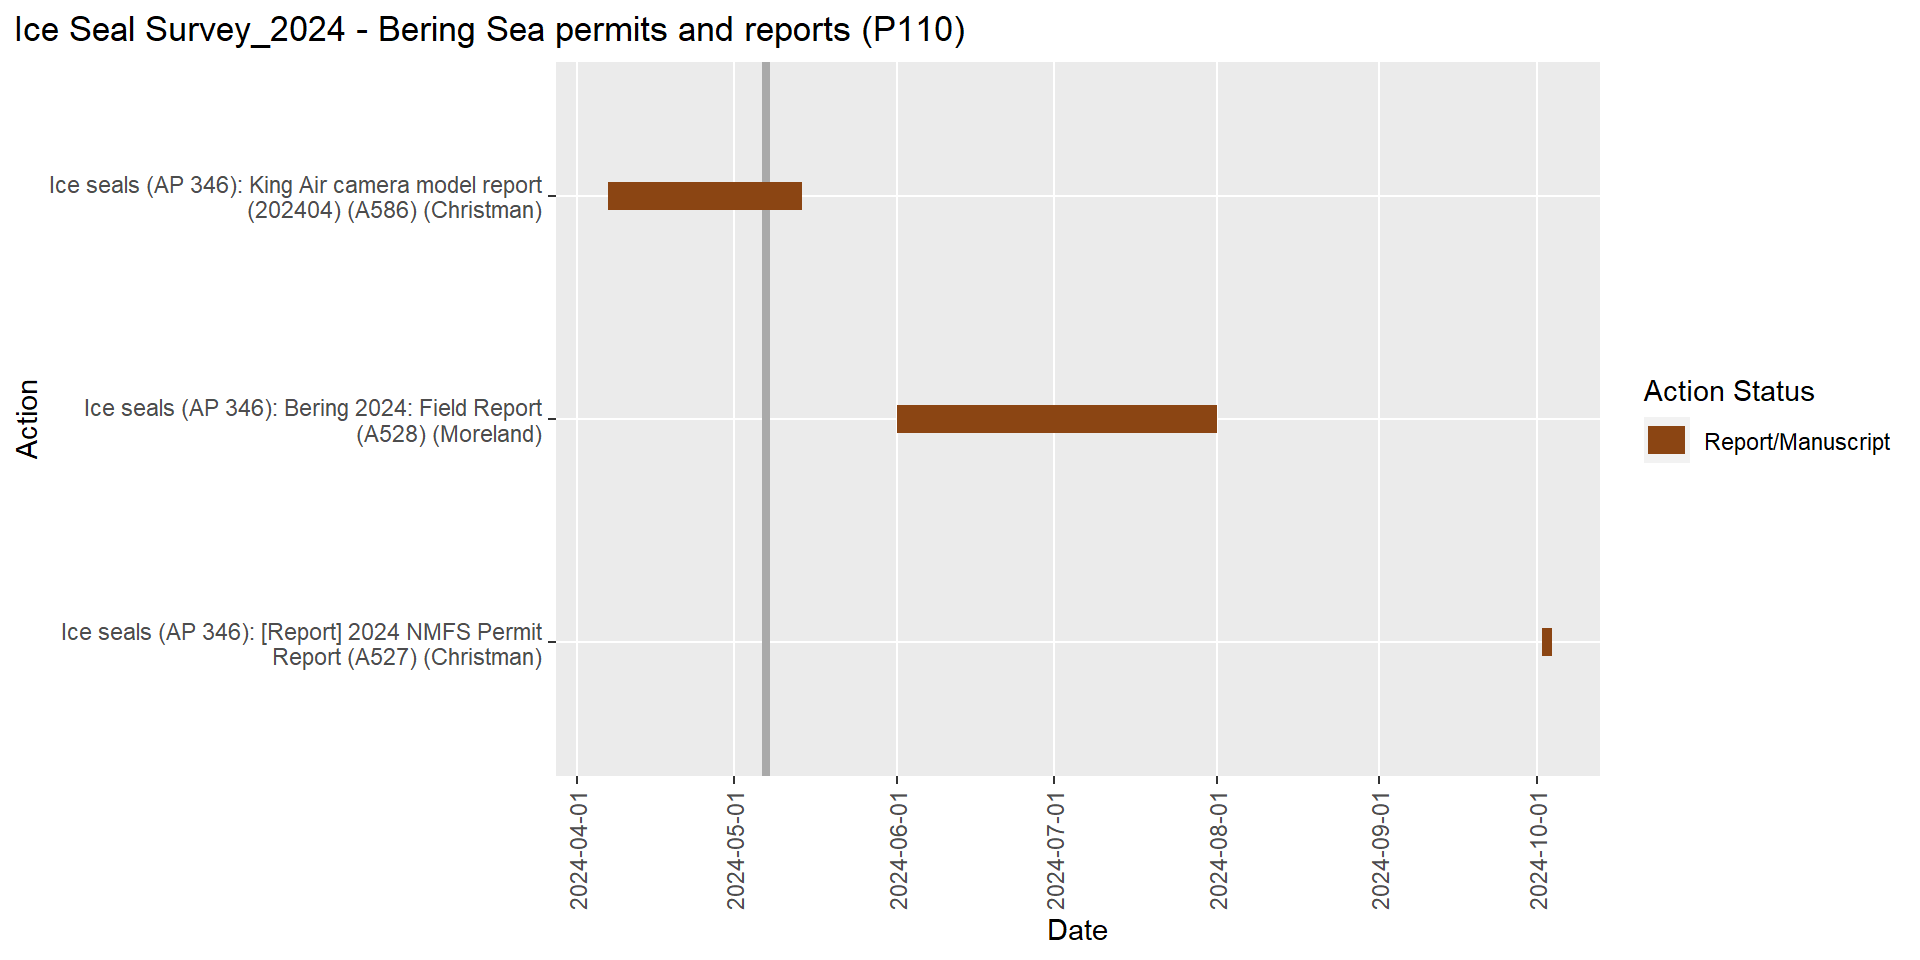 Ice Seal Survey_2024 - Bering Sea permits and reports (P110)
Action
Ice seals (AP 346): King Air camera model report
(202404) (A586) (Christman)
Ice seals (AP 346): Bering 2024: Field Report
(A528) (Moreland)
Ice seals (AP 346): [Report] 2024 NMFS Permit
Report (A527) (Christman)
2024-04-01
2024-05-01
2024-06-01
2024-07-01
2024-08-01
2024-09-01
2024-10-01
Date
Action Status
Report/Manuscript